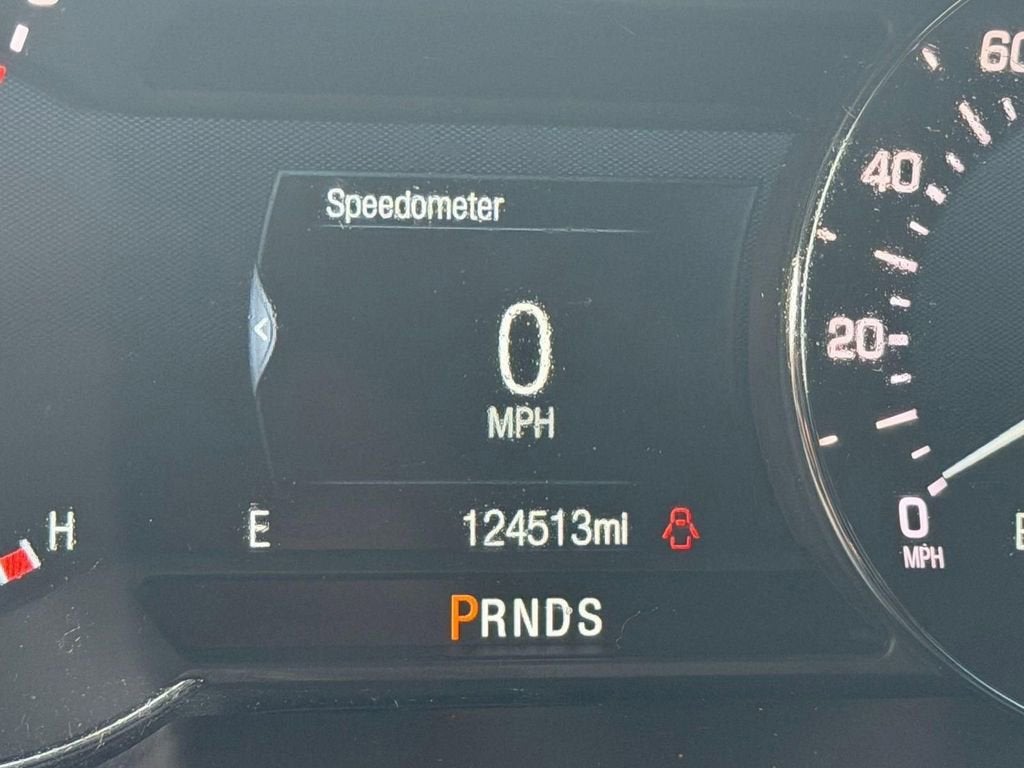 Speedometer
0
MPH
60
40
20
0
MPH
H
E
124513mi
PRNDS